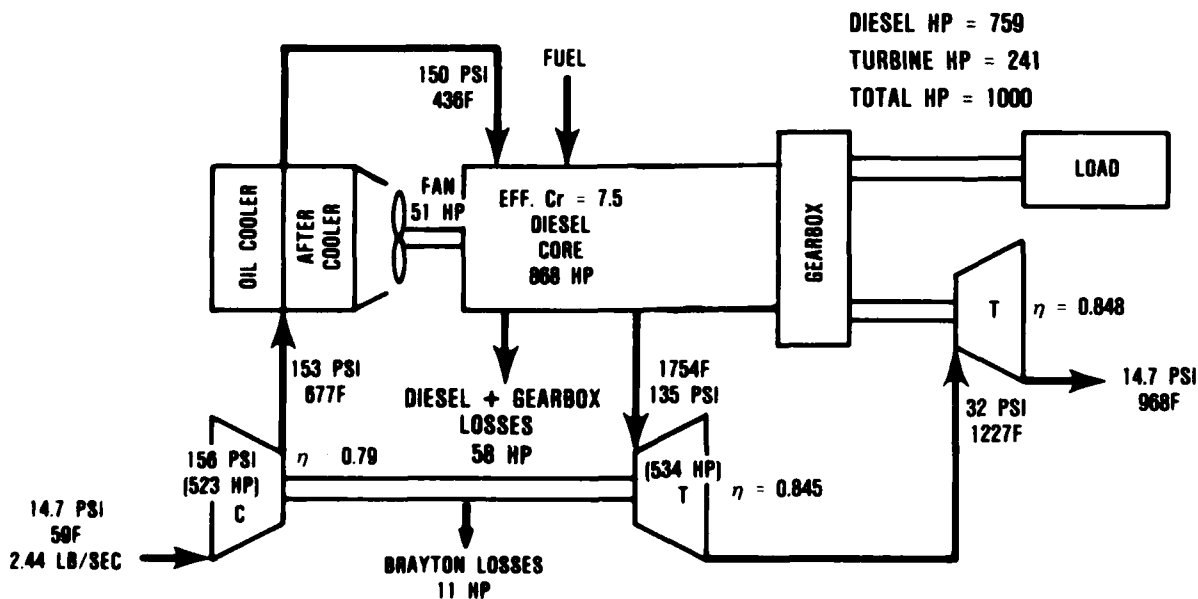 DIESEL HP = 759
TURBINE HP = 241
TOTAL HP = 1000
150 PSI
436F
FUEL
OIL COOLER
AFTER
COOLER
FAN
51 HP
EFF. Cr = 7.5
DIESEL
CORE
868 HP
GEARBOX
LOAD
T
η = 0.848
153 PSI
677F
DIESEL + GEARBOX
LOSSES
58 HP
1754F
135 PSI
14.7 PSI
968F
32 PSI
1227F
156 PSI
(523 HP)
C
η 0.79
(534 HP)
T
η = 0.845
14.7 PSI
59F
2.44 LB/SEC
BRAYTON LOSSES
11 HP